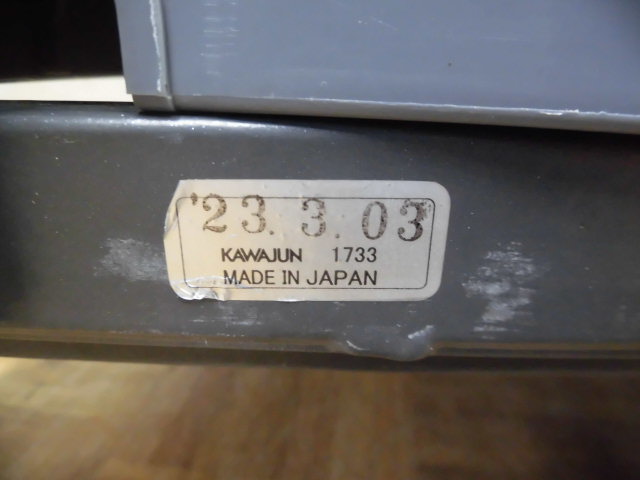 '23. 3. 03
KAWAJUN 1733
MADE IN JAPAN